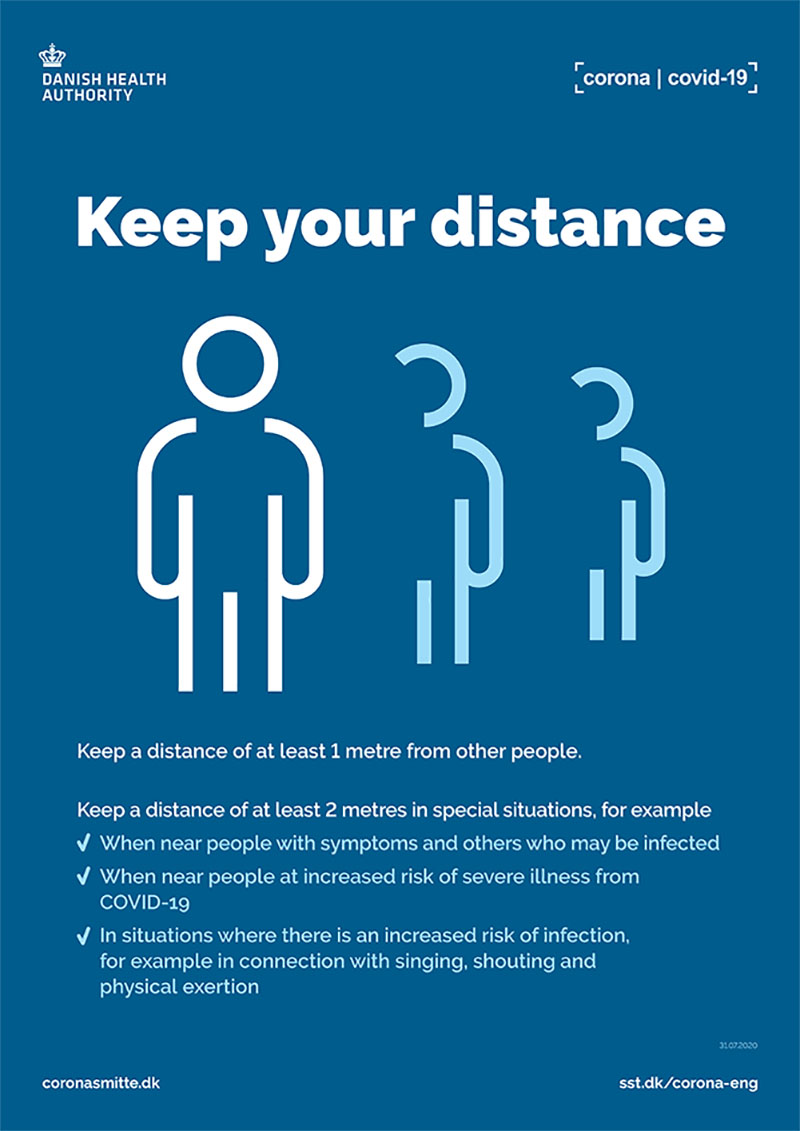 DANISH HEALTH
AUTHORITY
corona | covid-19
Keep your distance
Keep a distance of at least 1 metre from other people.
Keep a distance of at least 2 metres in special situations, for example
✓ When near people with symptoms and others who may be infected
✓ When near people at increased risk of severe illness from
COVID-19
✓ In situations where there is an increased risk of infection,
for example in connection with singing, shouting and
physical exertion
31.07.2020
coronasmitte.dk
sst.dk/corona-eng